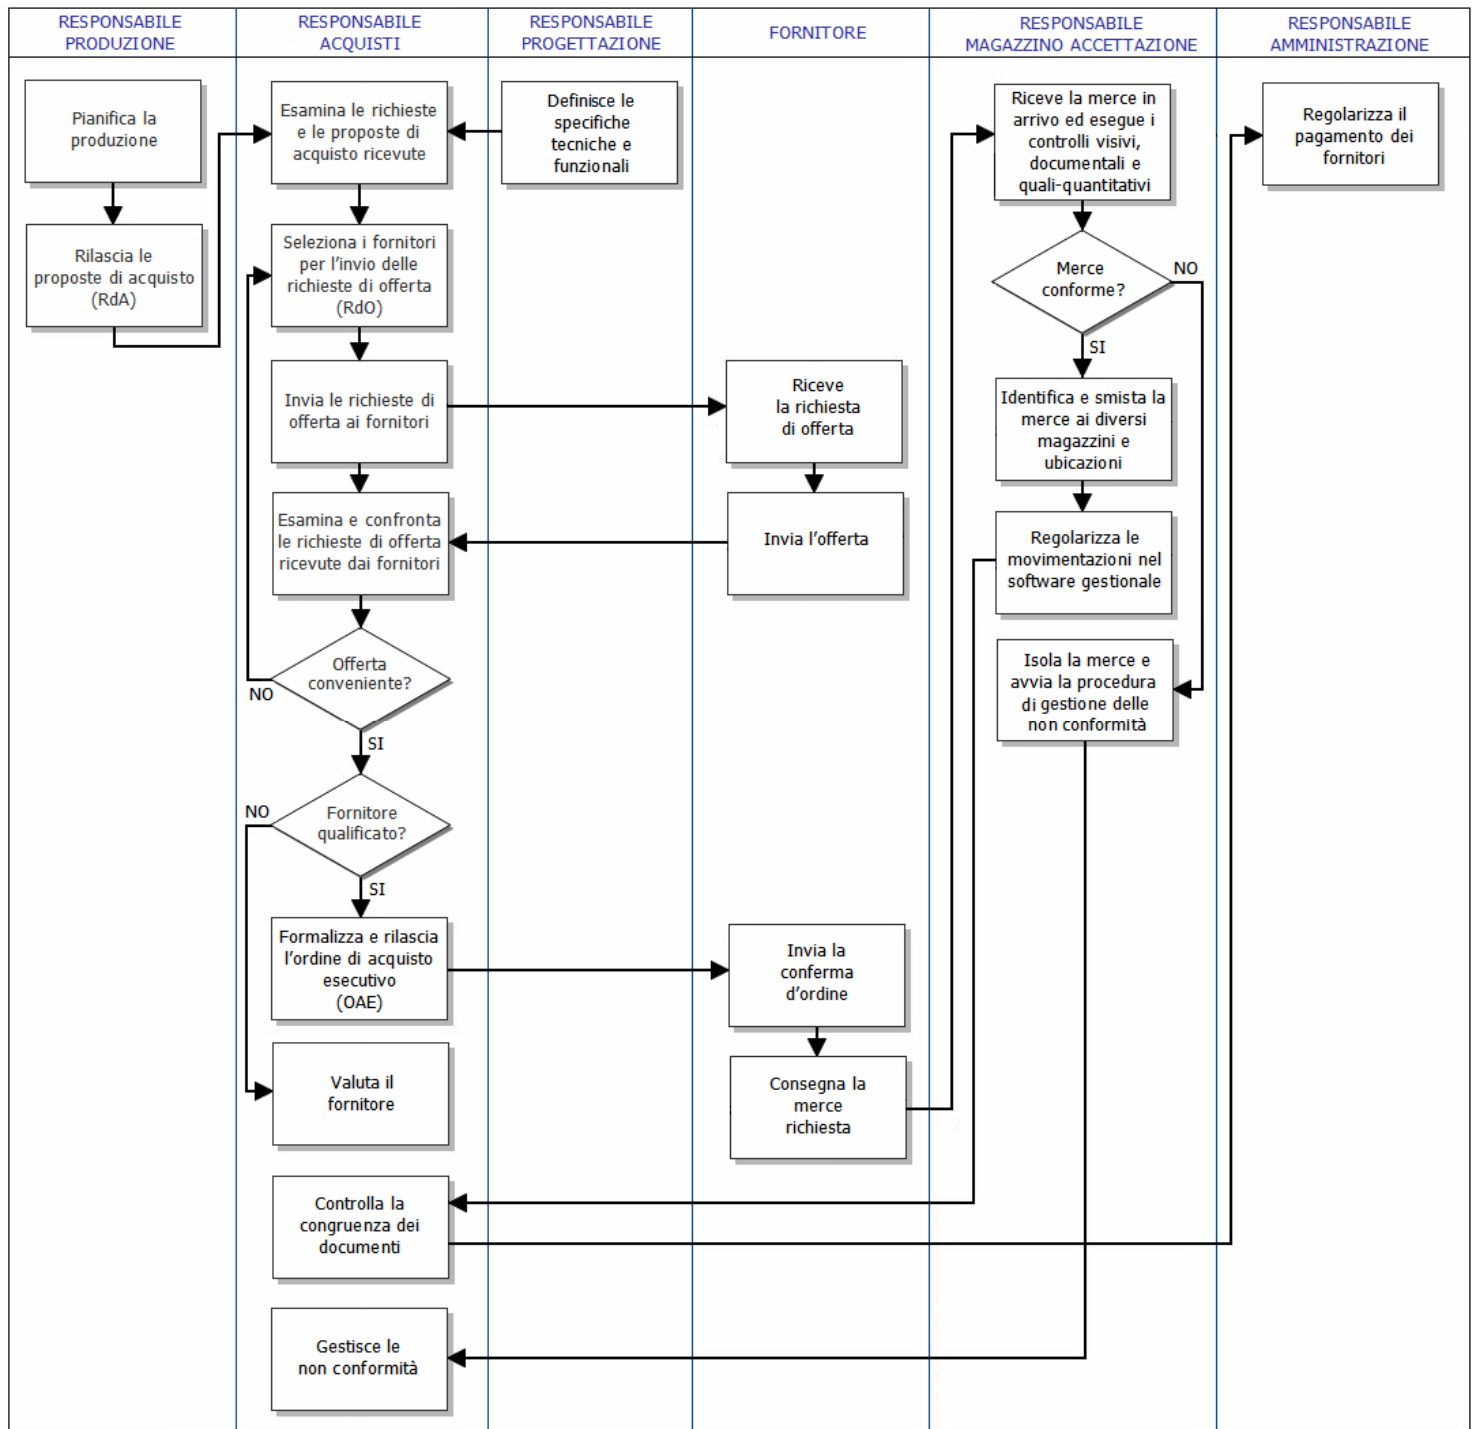 RESPONSABILE
PRODUZIONE
RESPONSABILE
ACQUISTI
RESPONSABILE
PROGETTAZIONE
FORNITORE
RESPONSABILE
MAGAZZINO ACCETTAZIONE
RESPONSABILE
AMMINISTRAZIONE
Pianifica la
produzione
Rilascia le
proposte di acquisto
(RdA)
Esamina le richieste
e le proposte di
acquisto ricevute
Seleziona i fornitori
per l'invio delle
richieste di offerta
(RdO)
Invia le richieste di
offerta ai fornitori
Esamina e confronta
le richieste di offerta
ricevute dai fornitori
Offerta
conveniente?
NO
SI
Fornitore
qualificato?
NO
SI
Formalizza e rilascia
l'ordine di acquisto
esecutivo
(OAE)
Valuta il
fornitore
Controlla la
congruenza dei
documenti
Gestisce le
non conformità
Definisce le
specifiche
tecniche e
funzionali
Riceve
la richiesta
di offerta
Invia l'offerta
Invia la
conferma
d'ordine
Consegna la
merce
richiesta
Riceve la merce in
arrivo ed esegue i
controlli visivi,
documentali e
quali-quantitativi
Merce
conforme?
NO
SI
Identifica e smista la
merce ai diversi
magazzini e
ubicazioni
Regolarizza le
movimentazioni nel
software gestionale
Isola la merce e
avvia la procedura
di gestione delle
non conformità
Regolarizza il
pagamento dei
fornitori